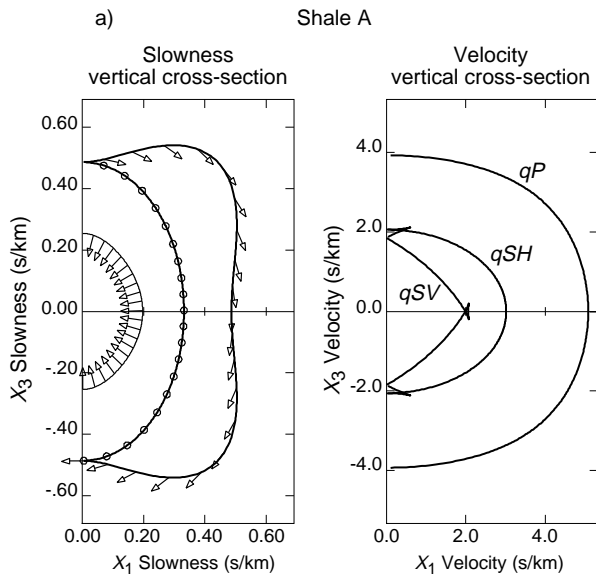 a)
Shale A
Slowness
vertical cross-section
0.60
0.40
0.20
0.00
-.20
-.40
-.60
X3 Slowness (s/km)
0.00 0.20 0.40 0.60
X1 Slowness (s/km)
Velocity
vertical cross-section
4.0
2.0
0.0
-2.0
-4.0
X3 Velocity (s/km)
qP
qSH
qSV
0.00 2.0 4.0
X1 Velocity (s/km)